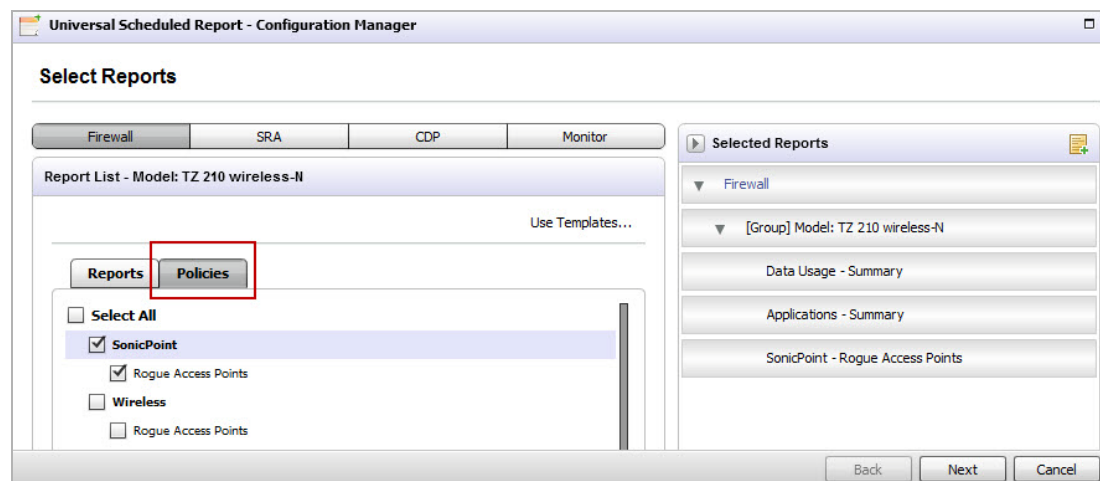 Universal Scheduled Report - Configuration Manager
Select Reports
Firewall SRA CDP Monitor
Report List - Model: TZ 210 wireless-N
Use Templates...
Reports Policies
Select All
SonicPoint
Rogue Access Points
Wireless
Rogue Access Points
Selected Reports
Firewall
[Group] Model: TZ 210 wireless-N
Data Usage - Summary
Applications - Summary
SonicPoint - Rogue Access Points
Back Next Cancel